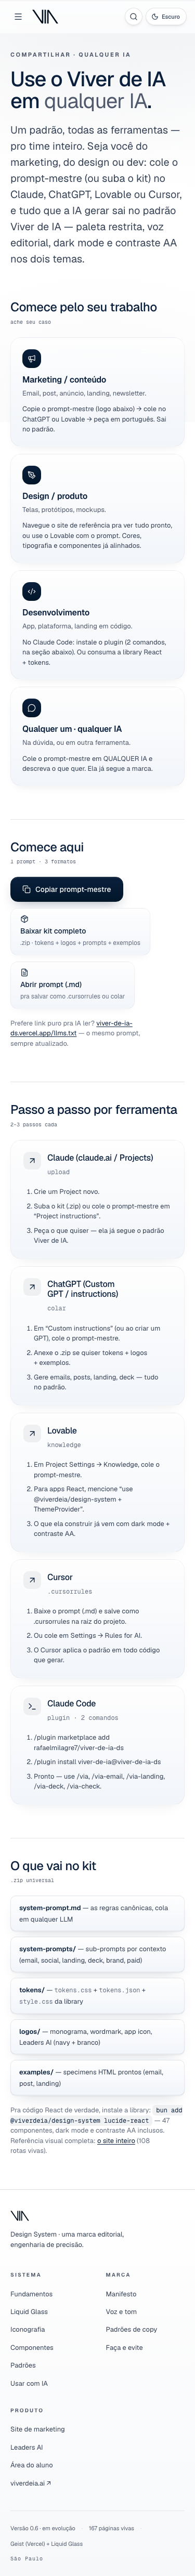 VIA
Escuro
COMPARTILHAR · QUALQUER IA
Use o Viver de IA
em qualquer IA.
Um padrão, todas as ferramentas —
pro time inteiro. Seja você do
marketing, do design ou dev: cole o
prompt-mestre (ou suba o kit) no
Claude, ChatGPT, Lovable ou Cursor,
e tudo que a IA gerar sai no padrão
Viver de IA — paleta restrita, voz
editorial, dark mode e contraste AA
nos dois temas.
Comece pelo seu trabalho
ache seu caso
Marketing / conteúdo
Email, post, anúncio, landing, newsletter.
Copie o prompt-mestre (logo abaixo) → cole no
ChatGPT ou Lovable → peça em português. Sai
no padrão.
Design / produto
Telas, protótipos, mockups.
Navegue o site de referência pra ver tudo pronto,
ou use o Lovable com o prompt. Cores,
tipografia e componentes já alinhados.
Desenvolvimento
App, plataforma, landing em código.
No Claude Code: instale o plugin (2 comandos,
na seção abaixo). Ou consuma a library React
+ tokens.
Qualquer um · qualquer IA
Na dúvida, ou em outra ferramenta.
Cole o prompt-mestre em QUALQUER IA e
descreva o que quer. Ela já segue a marca.
Comece aqui
1 prompt · 3 formatos
Copiar prompt-mestre
Baixar kit completo
.zip · tokens + logos + prompts + exemplos
Abrir prompt (.md)
pra salvar como .cursorrules ou colar
Prefere link puro pra IA ler? viver-de-ia-
ds.vercel.app/llms.txt — o mesmo prompt,
sempre atualizado.
Passo a passo por ferramenta
2-3 passos cada
Claude (claude.ai / Projects)
upload
1. Crie um Project novo.
2. Suba o kit (.zip) ou cole o prompt-mestre em
“Project instructions”.
3. Peça o que quiser — ela já segue o padrão
Viver de IA.
ChatGPT (Custom
GPT / instructions)
colar
1. Em “Custom instructions” (ou ao criar um
GPT), cole o prompt-mestre.
2. Anexe o .zip se quiser tokens + logos
+ exemplos.
3. Gere emails, posts, landing, deck — tudo
no padrão.
Lovable
knowledge
1. Em Project Settings → Knowledge, cole o
prompt-mestre.
2. Para apps React, mencione “use
@viverdeia/design-system +
ThemeProvider”.
3. O que ela construir já vem com dark mode +
contraste AA.
Cursor
.cursorrules
1. Baixe o prompt (.md) e salve como
.cursorrules na raiz do projeto.
2. Ou cole em Settings → Rules for AI.
3. O Cursor aplica o padrão em todo código
que gerar.
Claude Code
plugin · 2 comandos
1. /plugin marketplace add
rafaelmilagre7/viver-de-ia-ds
2. /plugin install viver-de-ia@viver-de-ia-ds
3. Pronto — use /via, /via-email, /via-landing,
/via-deck, /via-check.
O que vai no kit
.zip universal
system-prompt.md — as regras canônicas, cola
em qualquer LLM
system-prompts/ — sub-prompts por contexto
(email, social, landing, deck, brand, paid)
tokens/ — tokens.css + tokens.json +
style.css da library
logos/ — monograma, wordmark, app icon,
Leaders AI (navy + branco)
examples/ — specimens HTML prontos (email,
post, landing)
Pra código React de verdade, instale a library: bun add
@viverdeia/design-system lucide-react — 47
componentes, dark mode e contraste AA inclusos.
Referência visual completa: o site inteiro (108
rotas vivas).
VIA
Design System · uma marca editorial,
engenharia de precisão.
SISTEMA
Fundamentos
Liquid Glass
Iconografia
Componentes
Padrões
Usar com IA
MARCA
Manifesto
Voz e tom
Padrões de copy
Faça e evite
PRODUTO
Site de marketing
Leaders AI
Área do aluno
viverdeia.ai ↗
Versão 0.6 · em evolução 167 páginas vivas
Geist (Vercel) + Liquid Glass
São Paulo